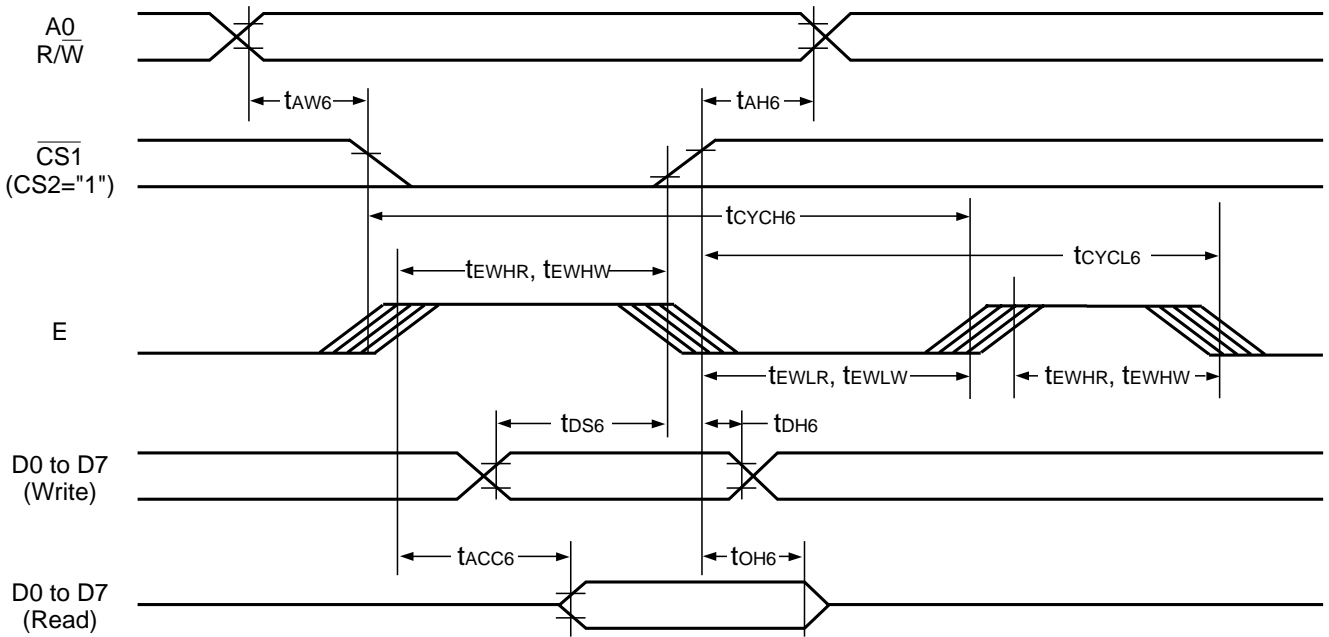 A0
R/W̅
tAW6
tAH6
C̅S̅1̅
(CS2="1")
tCYCH6
tCYCL6
tEWHR, tEWHW
E
tEWLR, tEWLW
tEWHR, tEWHW
tDS6
tDH6
D0 to D7
(Write)
tACC6
tOH6
D0 to D7
(Read)